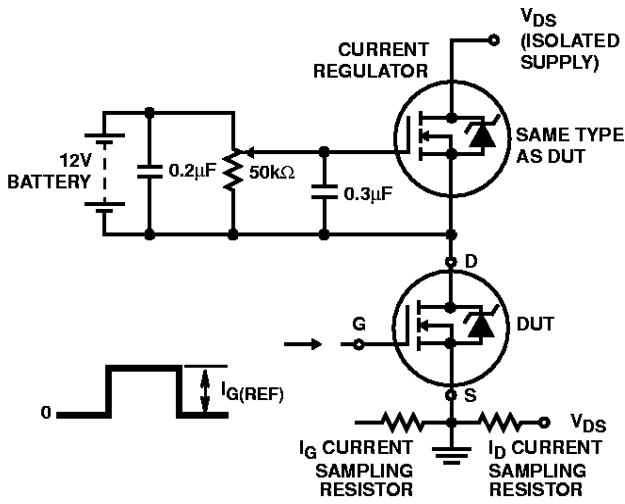 V_DS
(ISOLATED
SUPPLY)
CURRENT
REGULATOR
SAME TYPE
AS DUT
12V
BATTERY
0.2µF
50kΩ
0.3µF
D
DUT
G
I_G(REF)
0
S
V_DS
I_G CURRENT
SAMPLING
RESISTOR
I_D CURRENT
SAMPLING
RESISTOR